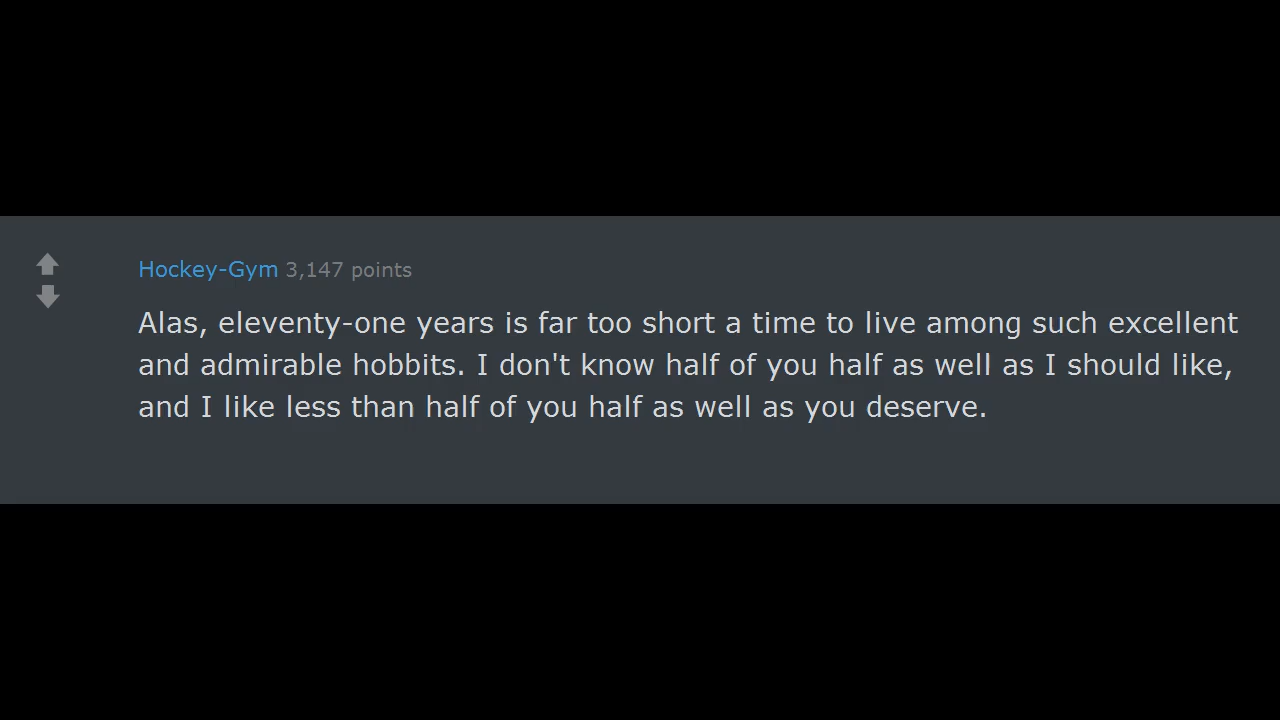 Hockey-Gym 3,147 points
Alas, eleventy-one years is far too short a time to live among such excellent
and admirable hobbits. I don't know half of you half as well as I should like,
and I like less than half of you half as well as you deserve.